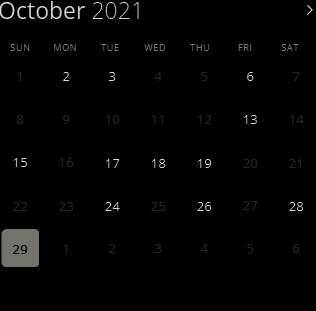 October 2021 >
SUN MON TUE WED THU FRI SAT
1 2 3 4 5 6 7
8 9 10 11 12 13 14
15 16 17 18 19 20 21
22 23 24 25 26 27 28
29 1 2 3 4 5 6